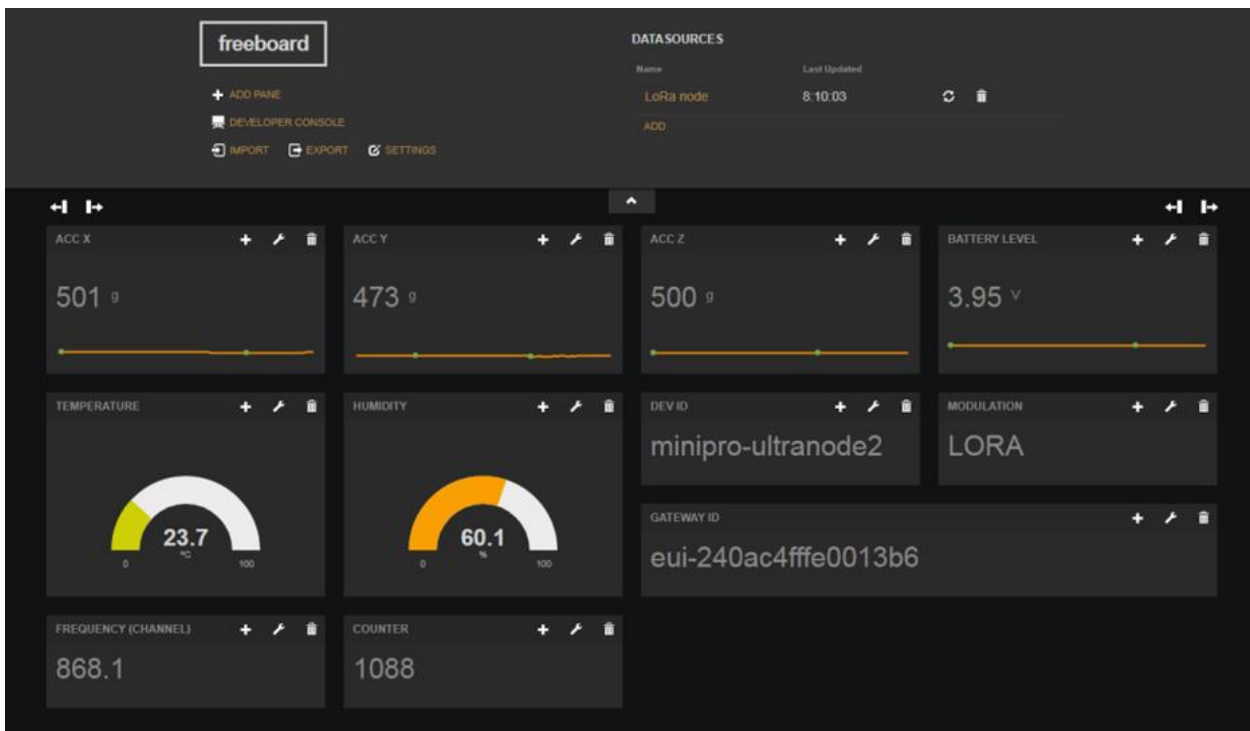 freeboard
DATASOURCES
Name Last Updated
ADD PANE
LoRa node 8:10:03
DEVELOPER CONSOLE
ADD
IMPORT EXPORT SETTINGS
ACC X ACC Y ACC Z BATTERY LEVEL
501 g 473 g 500 g 3.95 V
TEMPERATURE HUMIDITY DEV ID MODULATION
minipro-ultranode2 LORA
GATEWAY ID
23.7 60.1
°C %
eui-240ac4fffe0013b6
0 100 0 100
FREQUENCY (CHANNEL) COUNTER
868.1 1088